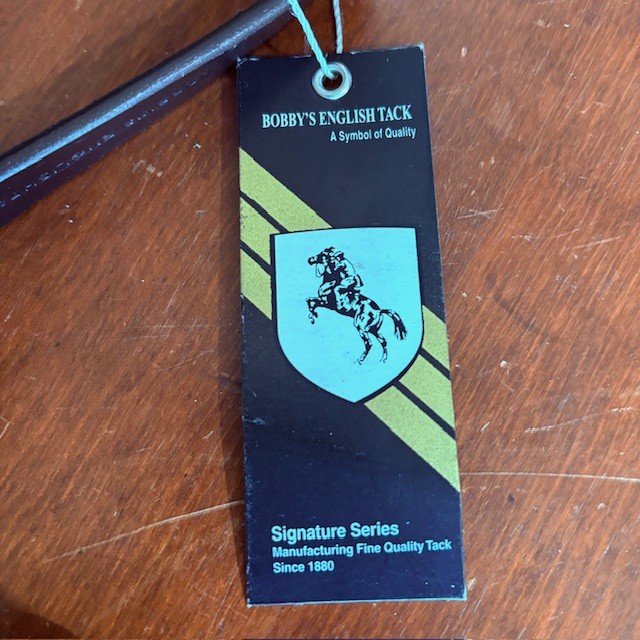 BOBBY'S ENGLISH TACK
A Symbol of Quality
Signature Series
Manufacturing Fine Quality Tack
Since 1880